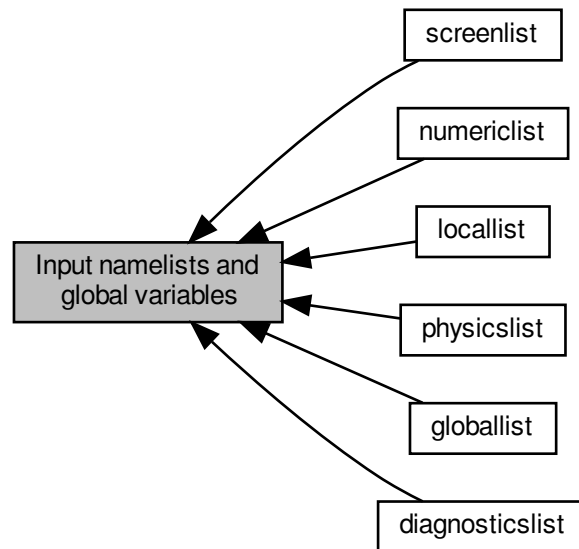 screenlist
numericlist
locallist
Input namelists and
global variables
physicslist
globallist
diagnosticslist